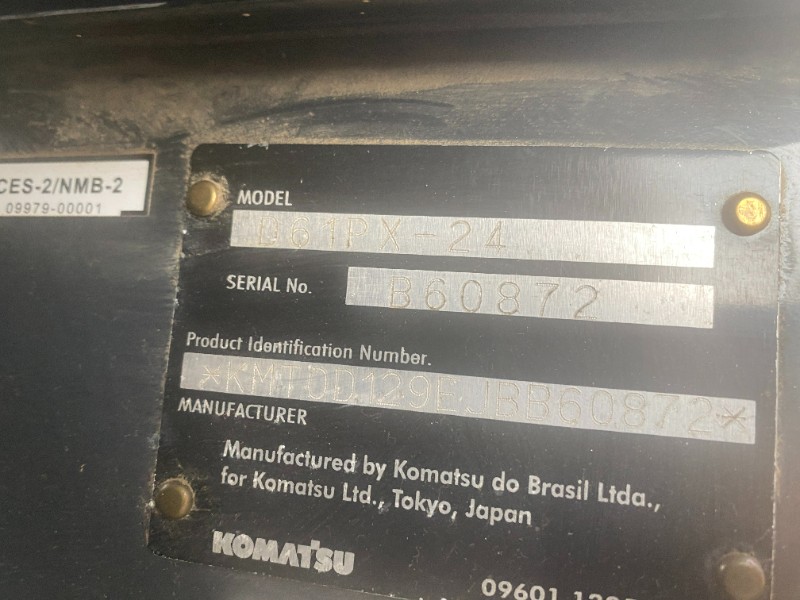 CES-2/NMB-2
09979-00001
MODEL
D61PX-24
SERIAL No.
B60872
Product Identification Number.
*KMT0D129EJBB60872*
MANUFACTURER
Manufactured by Komatsu do Brasil Ltda.,
for Komatsu Ltd., Tokyo, Japan
KOMATSU
09601